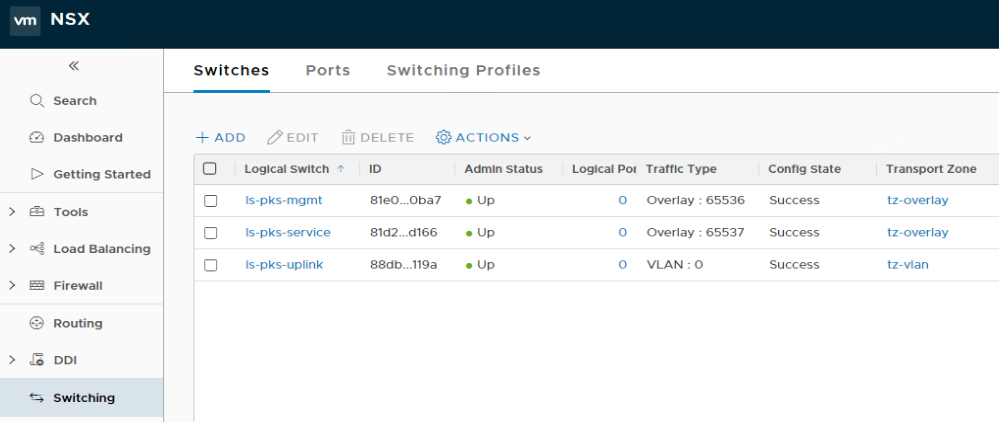 vm NSX
Switches Ports Switching Profiles
Search
Dashboard
Getting Started
Tools
Load Balancing
Firewall
Routing
DDI
Switching
+ ADD EDIT DELETE ACTIONS
Logical Switch ↑ ID Admin Status Logical Por Traffic Type Config State Transport Zone
ls-pks-mgmt 81e0...0ba7 Up 0 Overlay : 65536 Success tz-overlay
ls-pks-service 81d2...d166 Up 0 Overlay : 65537 Success tz-overlay
ls-pks-uplink 88db...119a Up 0 VLAN : 0 Success tz-vlan